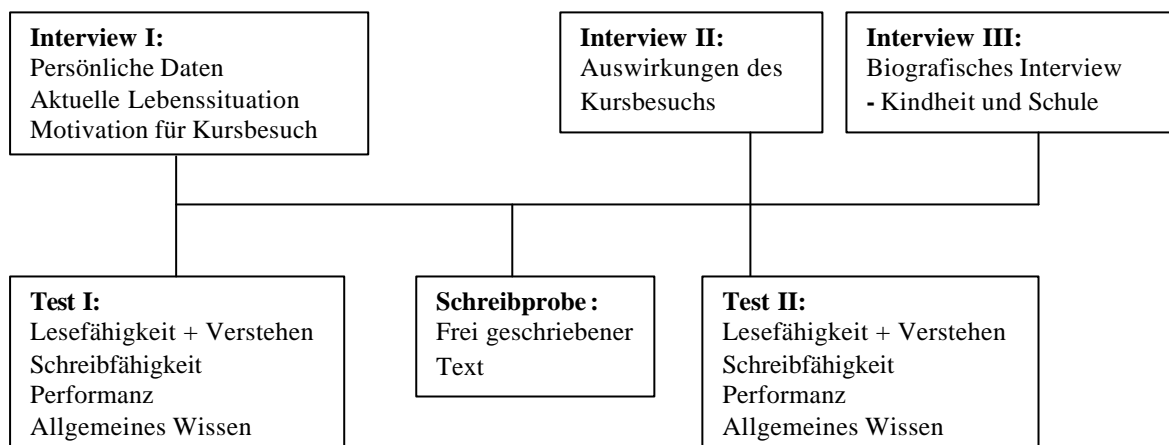 Interview I:
Persönliche Daten
Aktuelle Lebenssituation
Motivation für Kursbesuch
Interview II:
Auswirkungen des
Kursbesuchs
Interview III:
Biografisches Interview
- Kindheit und Schule
Test I:
Lesefähigkeit + Verstehen
Schreibfähigkeit
Performanz
Allgemeines Wissen
Schreibprobe:
Frei geschriebener
Text
Test II:
Lesefähigkeit + Verstehen
Schreibfähigkeit
Performanz
Allgemeines Wissen